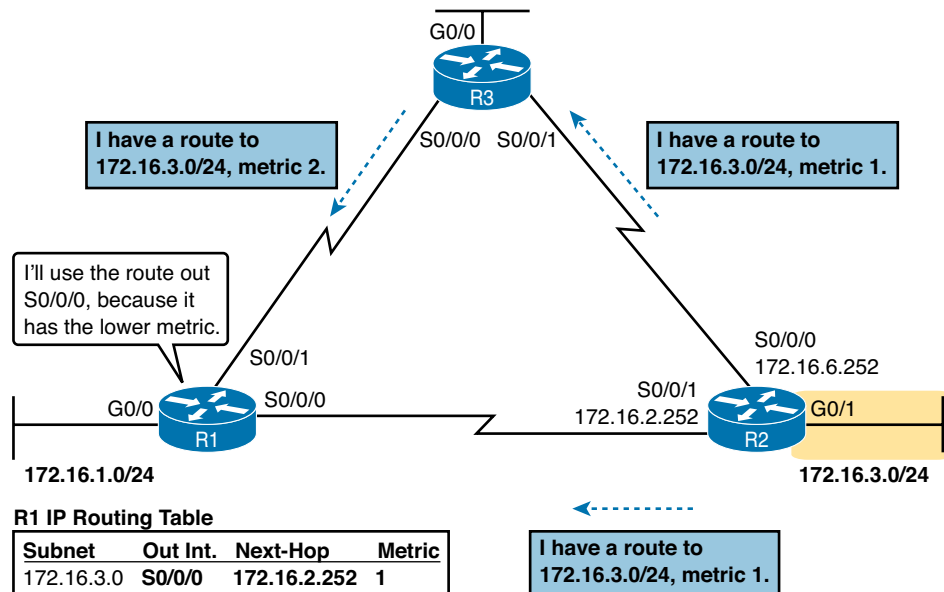 G0/0
R3
I have a route to
172.16.3.0/24, metric 2.
S0/0/0
S0/0/1
I have a route to
172.16.3.0/24, metric 1.
I'll use the route out
S0/0/0, because it
has the lower metric.
S0/0/1
S0/0/0
G0/0
R1
172.16.1.0/24
S0/0/0
172.16.6.252
S0/0/1
172.16.2.252
R2
G0/1
172.16.3.0/24
R1 IP Routing Table
Subnet Out Int. Next-Hop Metric
172.16.3.0 S0/0/0 172.16.2.252 1
I have a route to
172.16.3.0/24, metric 1.